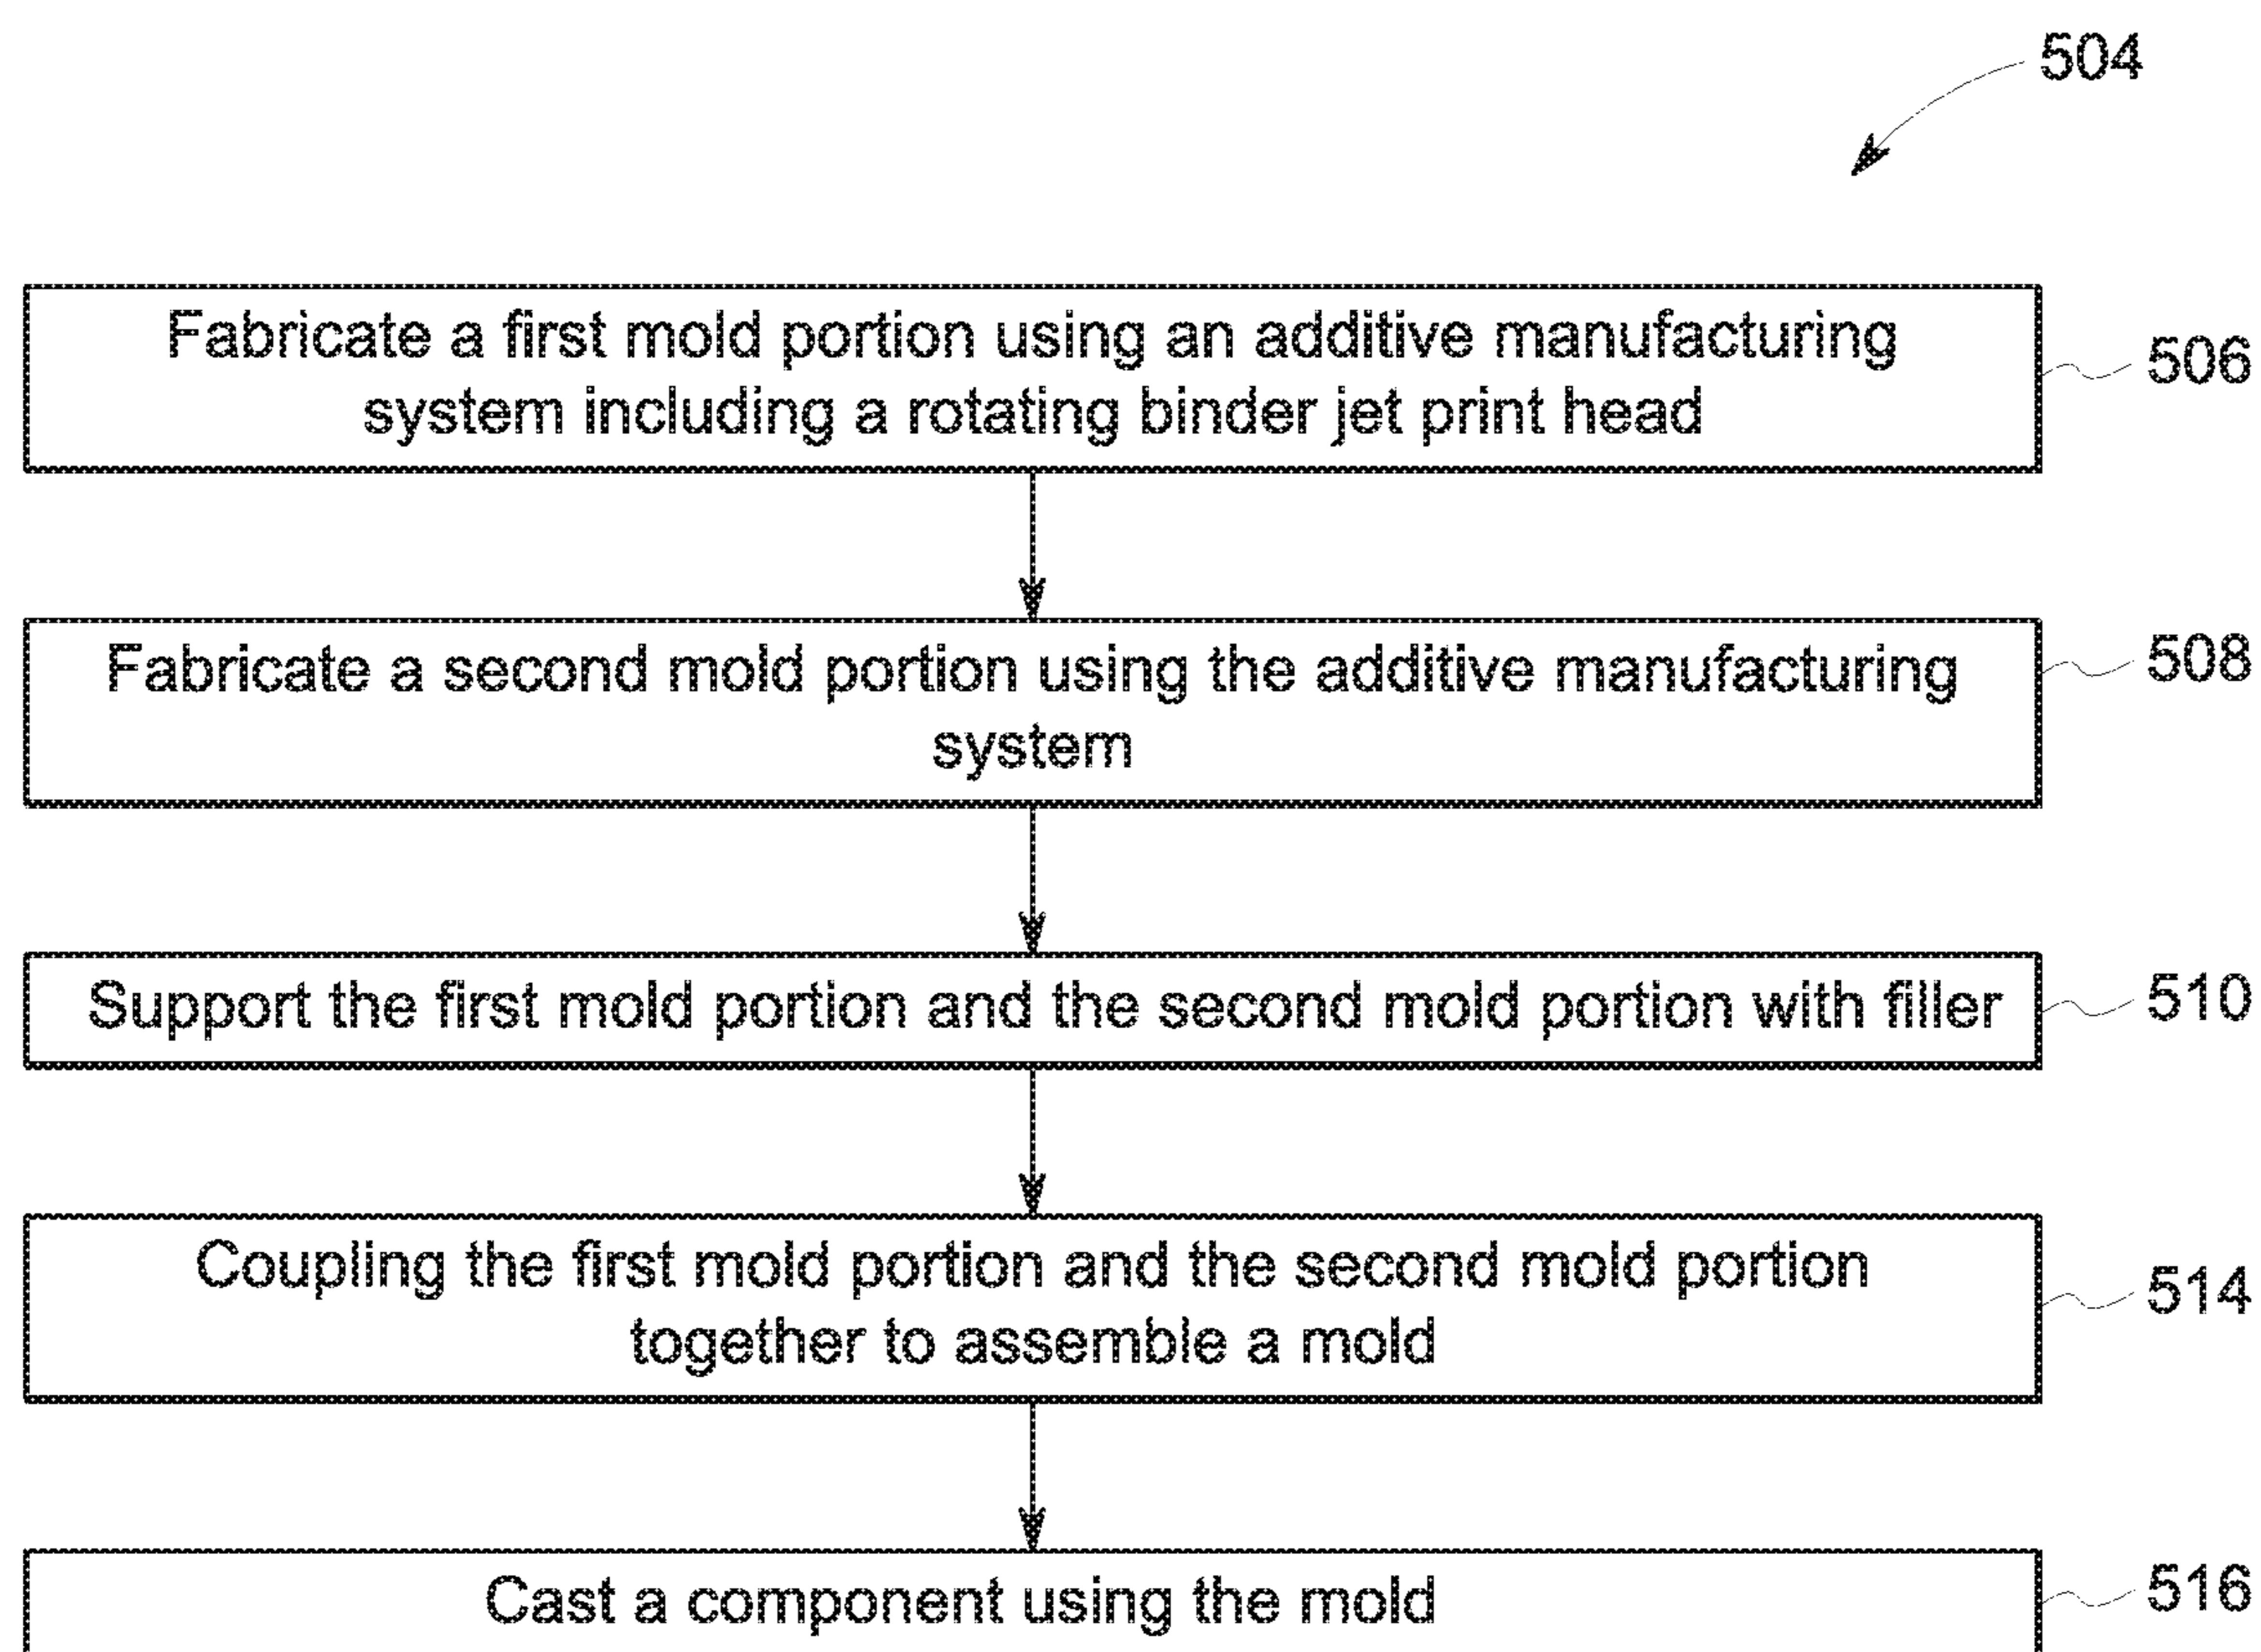 504
Fabricate a first mold portion using an additive manufacturing
system including a rotating binder jet print head
506
Fabricate a second mold portion using the additive manufacturing
system
508
Support the first mold portion and the second mold portion with filler
510
Coupling the first mold portion and the second mold portion
together to assemble a mold
514
Cast a component using the mold
516